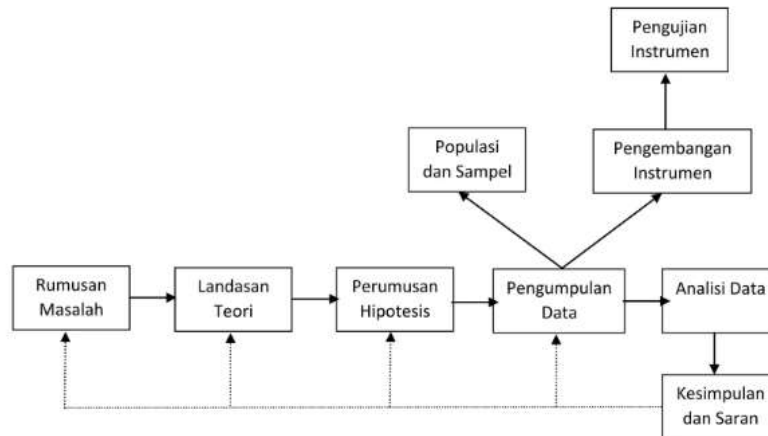 Pengujian
Instrumen
Populasi
dan Sampel
Pengembangan
Instrumen
Rumusan
Masalah
Landasan
Teori
Perumusan
Hipotesis
Pengumpulan
Data
Analisi Data
Kesimpulan
dan Saran